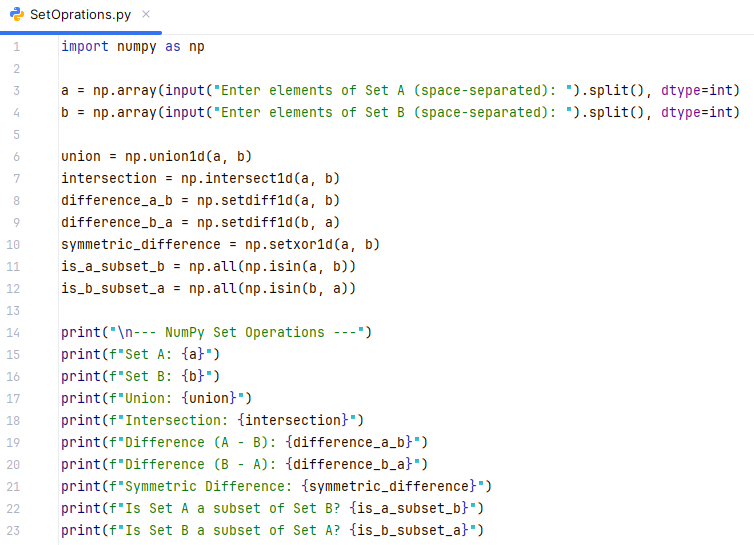 SetOprations.py
1 import numpy as np
2
3 a = np.array(input("Enter elements of Set A (space-separated): ").split(), dtype=int)
4 b = np.array(input("Enter elements of Set B (space-separated): ").split(), dtype=int)
5
6 union = np.union1d(a, b)
7 intersection = np.intersect1d(a, b)
8 difference_a_b = np.setdiff1d(a, b)
9 difference_b_a = np.setdiff1d(b, a)
10 symmetric_difference = np.setxor1d(a, b)
11 is_a_subset_b = np.all(np.isin(a, b))
12 is_b_subset_a = np.all(np.isin(b, a))
13
14 print("\n--- NumPy Set Operations ---")
15 print(f"Set A: {a}")
16 print(f"Set B: {b}")
17 print(f"Union: {union}")
18 print(f"Intersection: {intersection}")
19 print(f"Difference (A - B): {difference_a_b}")
20 print(f"Difference (B - A): {difference_b_a}")
21 print(f"Symmetric Difference: {symmetric_difference}")
22 print(f"Is Set A a subset of Set B? {is_a_subset_b}")
23 print(f"Is Set B a subset of Set A? {is_b_subset_a}")